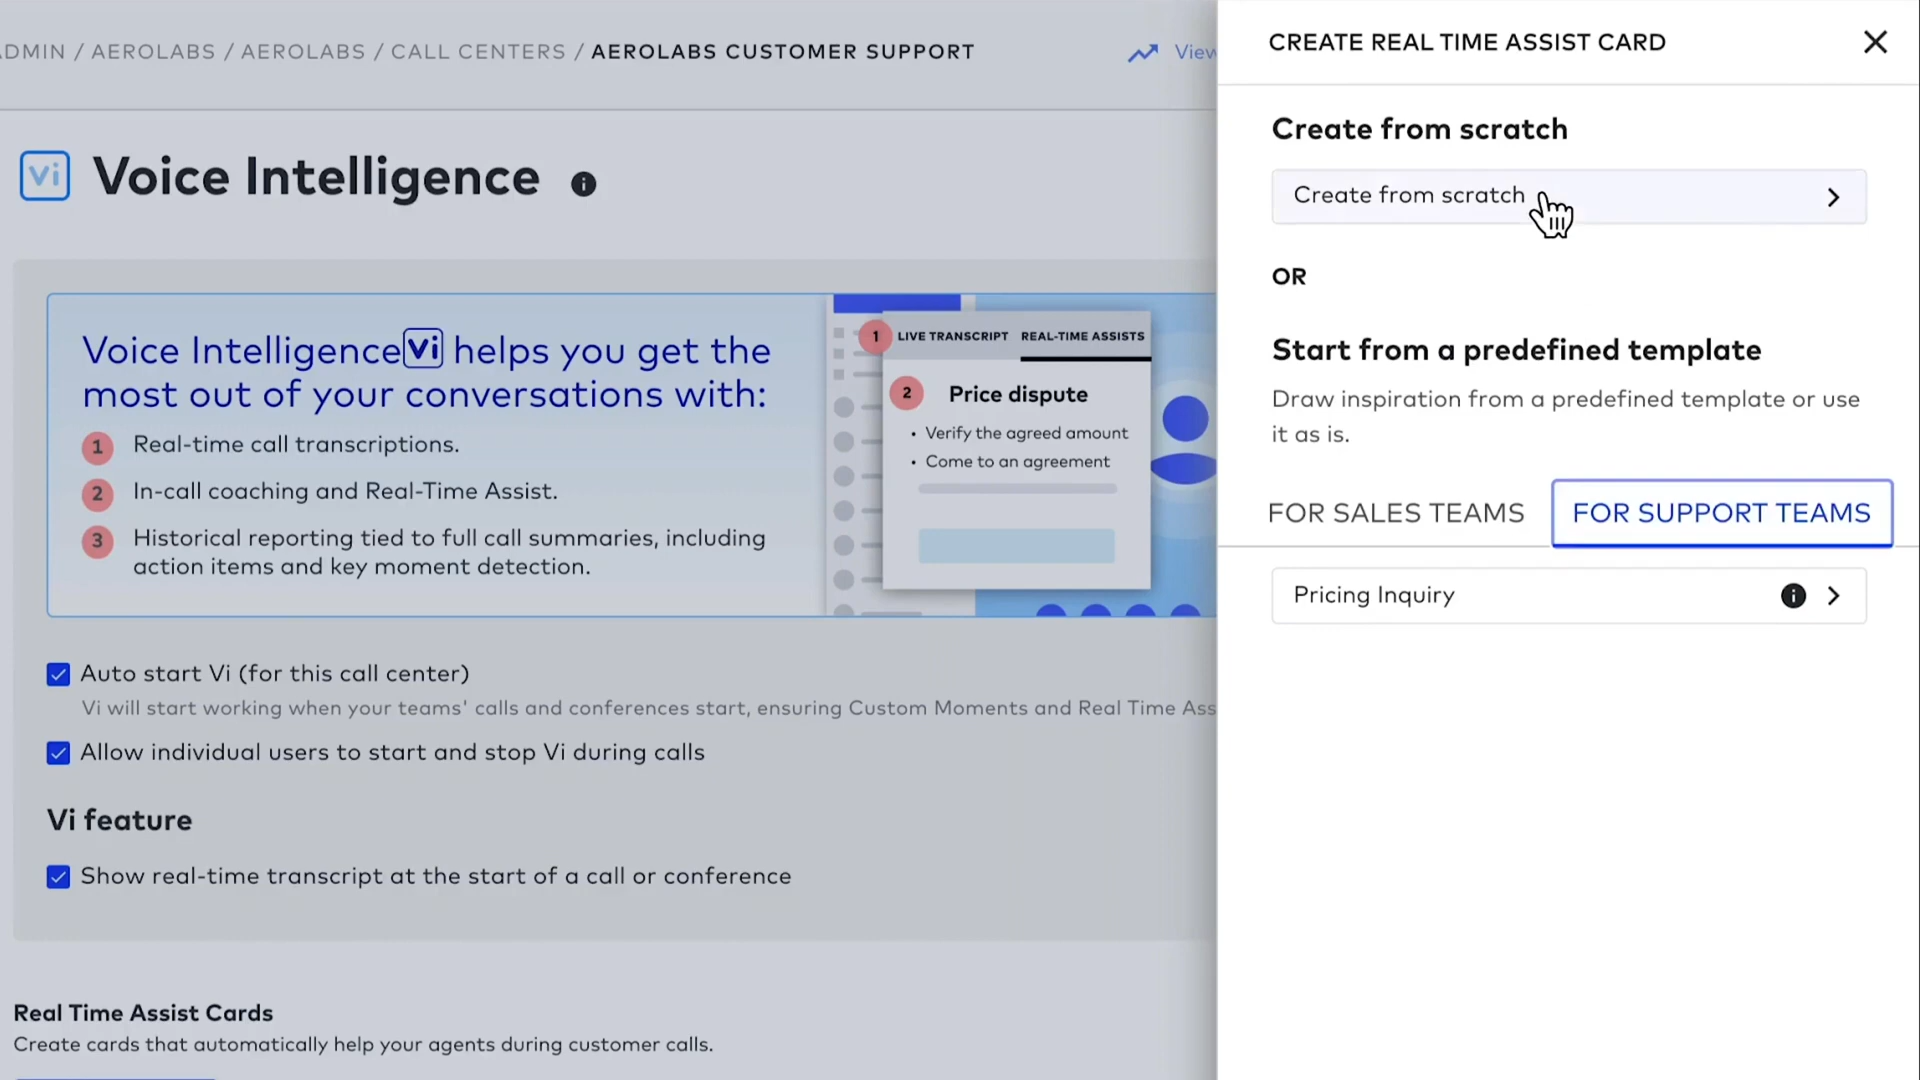 DMIN / AEROLABS / AEROLABS / CALL CENTERS / AEROLABS CUSTOMER SUPPORT
View
Vi Voice Intelligence i
Voice Intelligence Vi helps you get the
most out of your conversations with:
1 Real-time call transcriptions.
2 In-call coaching and Real-Time Assist.
3 Historical reporting tied to full call summaries, including
action items and key moment detection.
1 LIVE TRANSCRIPT REAL-TIME ASSISTS
2 Price dispute
• Verify the agreed amount
• Come to an agreement
Auto start Vi (for this call center)
Vi will start working when your teams' calls and conferences start, ensuring Custom Moments and Real Time Ass
Allow individual users to start and stop Vi during calls
Vi feature
Show real-time transcript at the start of a call or conference
Real Time Assist Cards
Create cards that automatically help your agents during customer calls.
CREATE REAL TIME ASSIST CARD
Create from scratch
Create from scratch
OR
Start from a predefined template
Draw inspiration from a predefined template or use
it as is.
FOR SALES TEAMS FOR SUPPORT TEAMS
Pricing Inquiry i